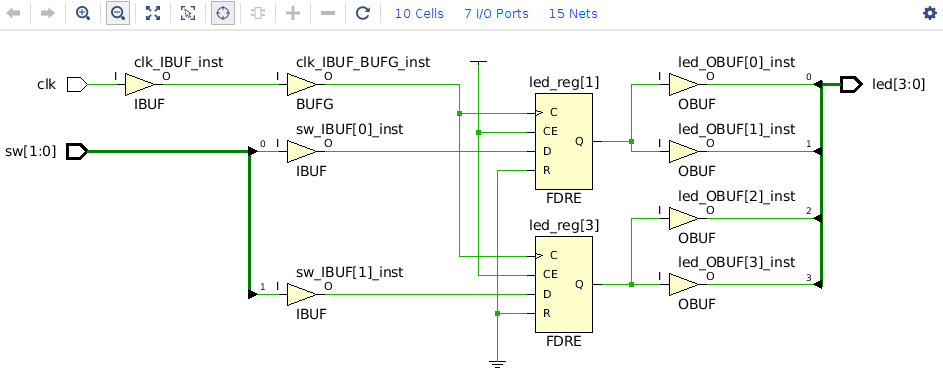 10 Cells 7 I/O Ports 15 Nets
clk_IBUF_inst
clk
I
O
IBUF
clk_IBUF_BUFG_inst
I
O
BUFG
sw[1:0]
0
1
sw_IBUF[0]_inst
I
O
IBUF
sw_IBUF[1]_inst
I
O
IBUF
led_reg[1]
C
CE
D
R
Q
FDRE
led_reg[3]
C
CE
D
R
Q
FDRE
led_OBUF[0]_inst
I
O
OBUF
led_OBUF[1]_inst
I
O
OBUF
led_OBUF[2]_inst
I
O
OBUF
led_OBUF[3]_inst
I
O
OBUF
0
1
2
3
led[3:0]